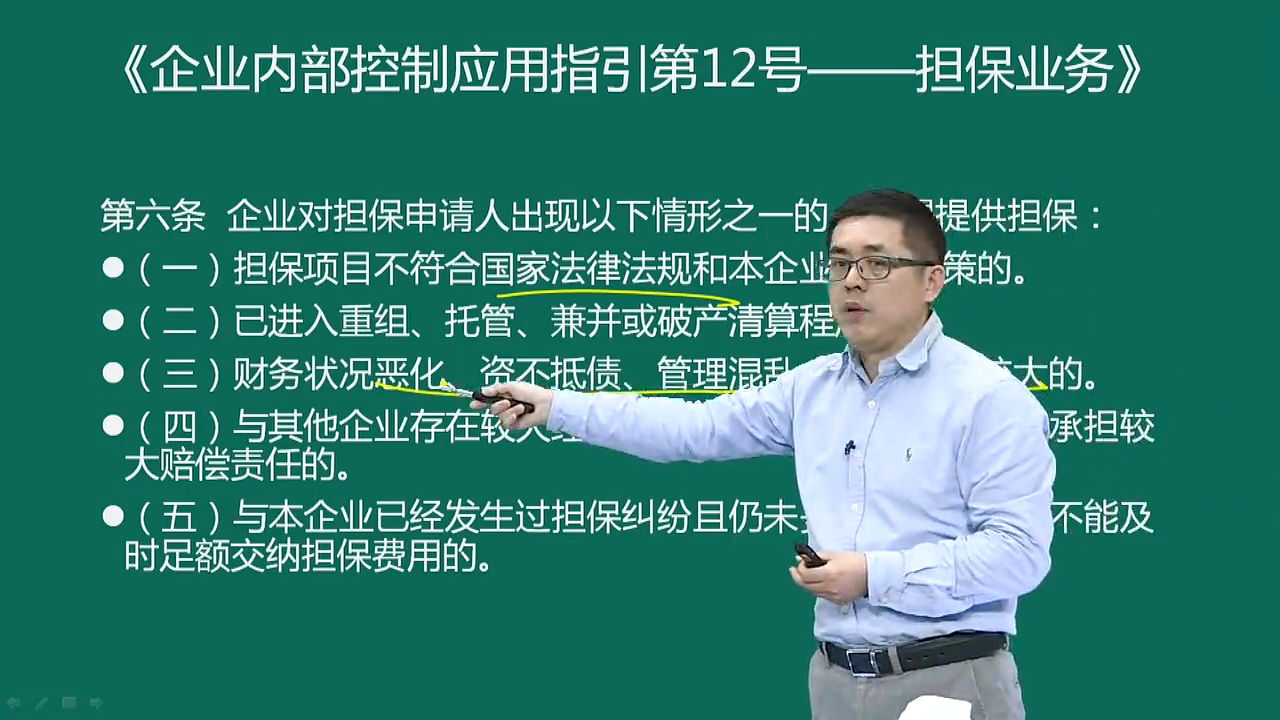 《企业内部控制应用指引第12号——担保业务》
第六条 企业对担保申请人出现以下情形之一的 提供担保：
●（一）担保项目不符合国家法律法规和本企业 策的。
●（二）已进入重组、托管、兼并或破产清算程
●（三）财务状况恶化、资不抵债、管理混乱 大的。
●（四）与其他企业存在较大 承担较
大赔偿责任的。
●（五）与本企业已经发生过担保纠纷且仍未 不能及
时足额交纳担保费用的。